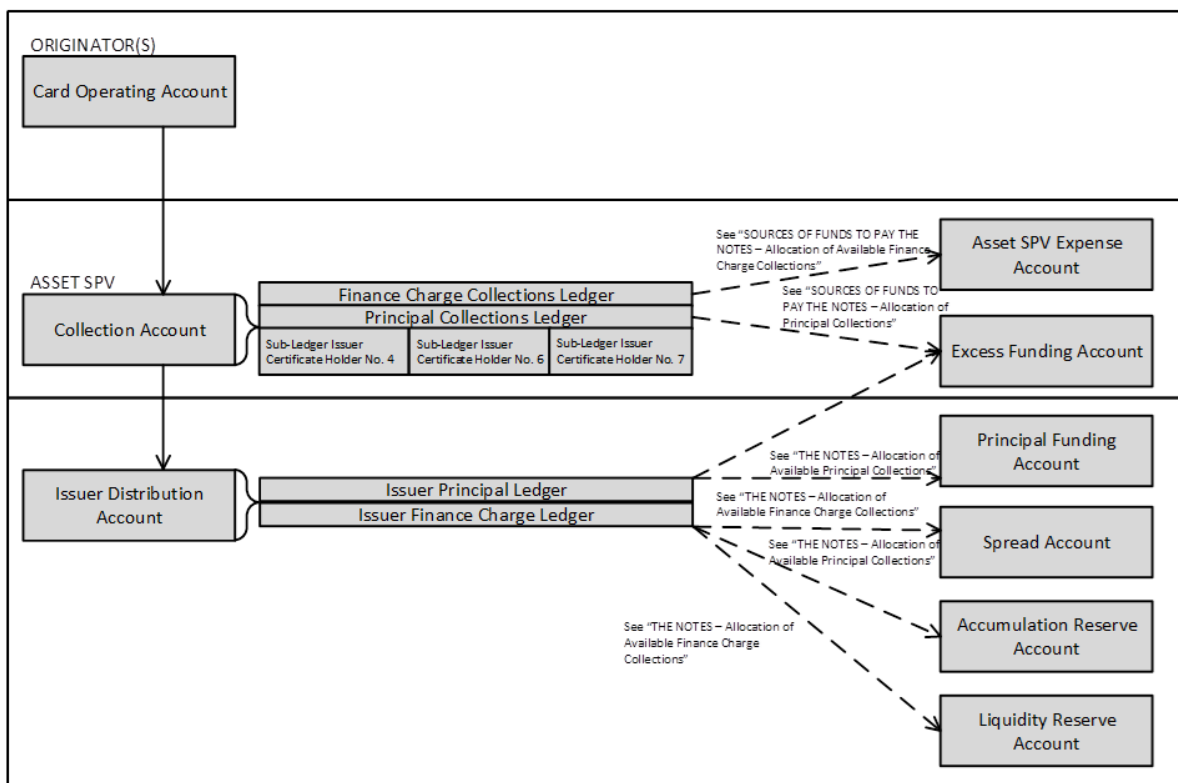 ORIGINATOR(S)
Card Operating Account
See “SOURCES OF FUNDS TO PAY THE
NOTES – Allocation of Available Finance
Charge Collections”
Asset SPV Expense
Account
ASSET SPV
Collection Account
Finance Charge Collections Ledger
Principal Collections Ledger
Sub-Ledger Issuer
Certificate Holder No. 4
Sub-Ledger Issuer
Certificate Holder No. 6
Sub-Ledger Issuer
Certificate Holder No. 7
See “SOURCES OF FUNDS TO
PAY THE NOTES – Allocation of
Principal Collections”
Excess Funding Account
Issuer Distribution
Account
Issuer Principal Ledger
Issuer Finance Charge Ledger
See “THE NOTES – Allocation of
Available Principal Collections”
Principal Funding
Account
See “THE NOTES – Allocation of
Available Finance Charge Collections”
Spread Account
See “THE NOTES – Allocation of
Available Principal Collections”
Accumulation Reserve
Account
See “THE NOTES – Allocation of
Available Finance Charge
Collections”
Liquidity Reserve
Account